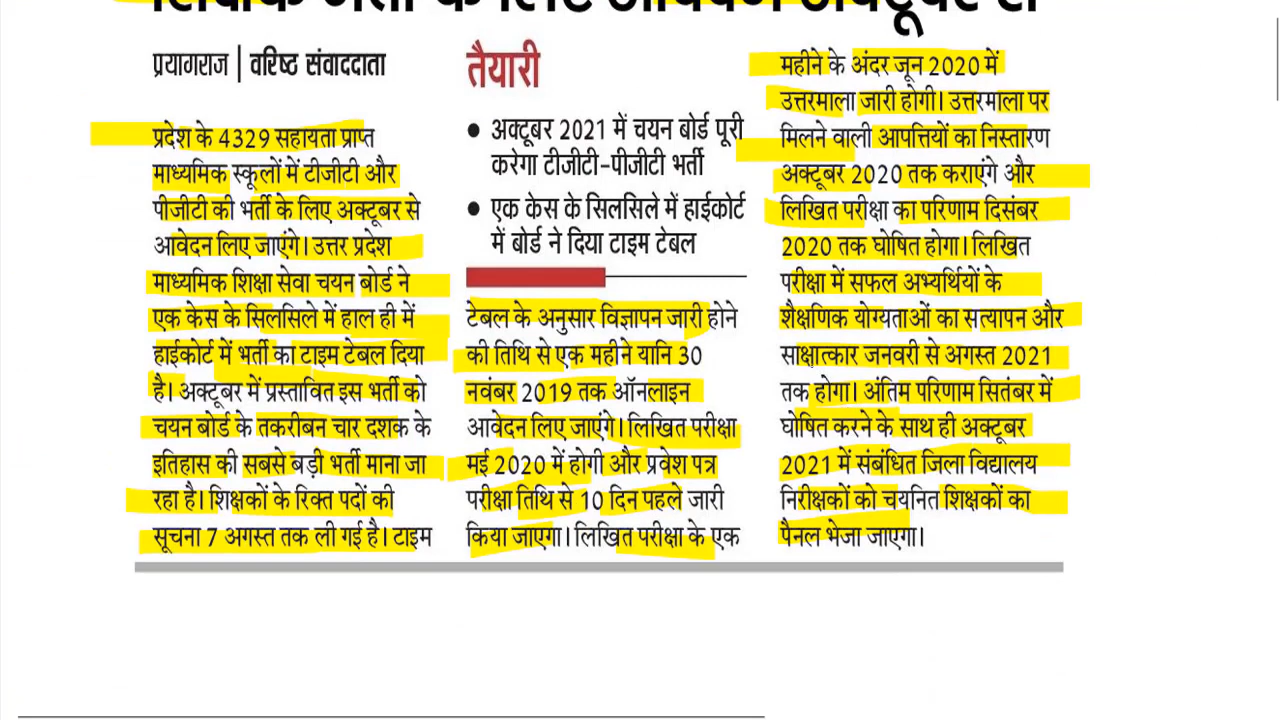 शिक्षक भर्ती के लिए आवेदन अक्टूबर से
प्रयागराज | वरिष्ठ संवाददाता
प्रदेश के 4329 सहायता प्राप्त
माध्यमिक स्कूलों में टीजीटी और
पीजीटी की भर्ती के लिए अक्टूबर से
आवेदन लिए जाएंगे। उत्तर प्रदेश
माध्यमिक शिक्षा सेवा चयन बोर्ड ने
एक केस के सिलसिले में हाल ही में
हाईकोर्ट में भर्ती का टाइम टेबल दिया
है। अक्टूबर में प्रस्तावित इस भर्ती को
चयन बोर्ड के तकरीबन चार दशक के
इतिहास की सबसे बड़ी भर्ती माना जा
रहा है। शिक्षकों के रिक्त पदों की
सूचना 7 अगस्त तक ली गई है। टाइम
तैयारी
● अक्टूबर 2021 में चयन बोर्ड पूरी
करेगा टीजीटी-पीजीटी भर्ती
● एक केस के सिलसिले में हाईकोर्ट
में बोर्ड ने दिया टाइम टेबल
टेबल के अनुसार विज्ञापन जारी होने
की तिथि से एक महीने यानि 30
नवंबर 2019 तक ऑनलाइन
आवेदन लिए जाएंगे। लिखित परीक्षा
मई 2020 में होगी और प्रवेश पत्र
परीक्षा तिथि से 10 दिन पहले जारी
किया जाएगा। लिखित परीक्षा के एक
महीने के अंदर जून 2020 में
उत्तरमाला जारी होगी। उत्तरमाला पर
मिलने वाली आपत्तियों का निस्तारण
अक्टूबर 2020 तक कराएंगे और
लिखित परीक्षा का परिणाम दिसंबर
2020 तक घोषित होगा। लिखित
परीक्षा में सफल अभ्यर्थियों के
शैक्षणिक योग्यताओं का सत्यापन और
साक्षात्कार जनवरी से अगस्त 2021
तक होगा। अंतिम परिणाम सितंबर में
घोषित करने के साथ ही अक्टूबर
2021 में संबंधित जिला विद्यालय
निरीक्षकों को चयनित शिक्षकों का
पैनल भेजा जाएगा।